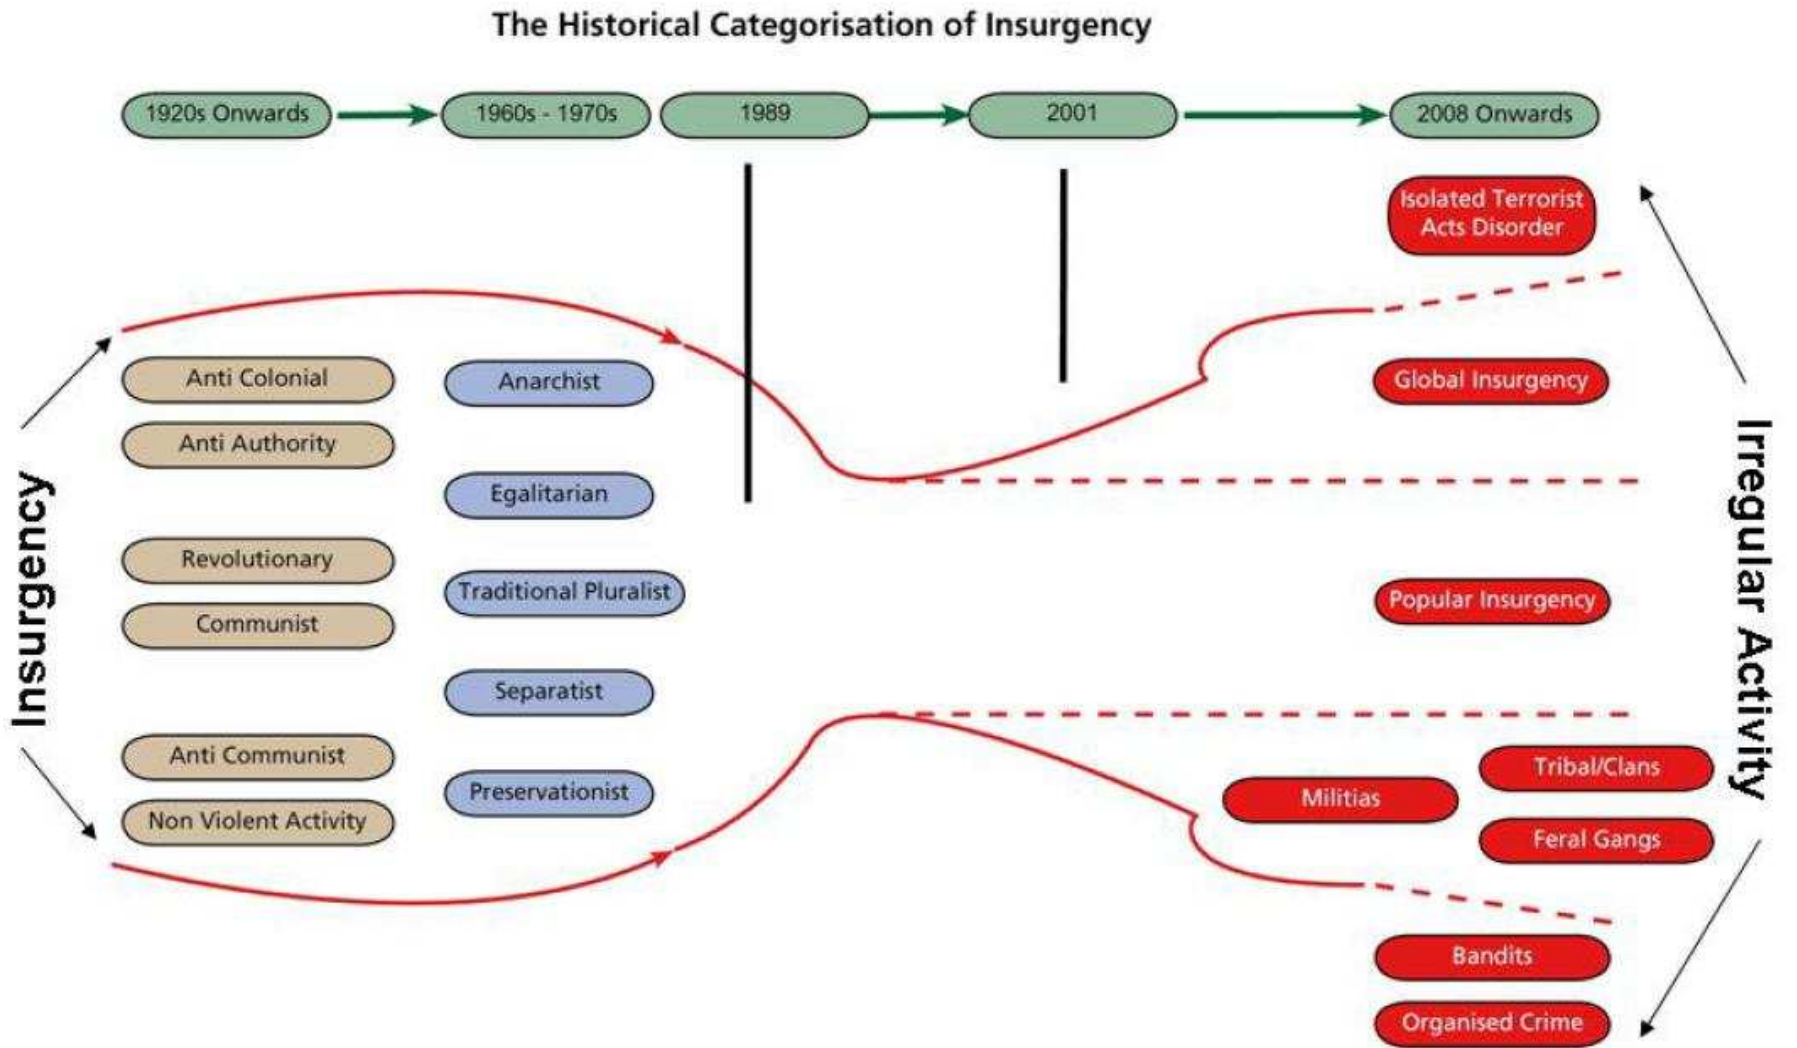 The Historical Categorisation of Insurgency
1920s Onwards
1960s - 1970s
1989
2001
2008 Onwards
Insurgency
Anti Colonial
Anti Authority
Revolutionary
Communist
Anti Communist
Non Violent Activity
Anarchist
Egalitarian
Traditional Pluralist
Separatist
Preservationist
Isolated Terrorist
Acts Disorder
Global Insurgency
Popular Insurgency
Militias
Tribal/Clans
Feral Gangs
Bandits
Organised Crime
Irregular Activity